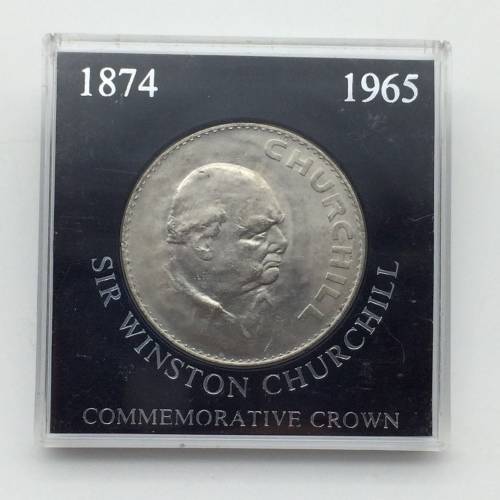 1874
1965
CHURCHILL
SIR WINSTON CHURCHILL
COMMEMORATIVE CROWN